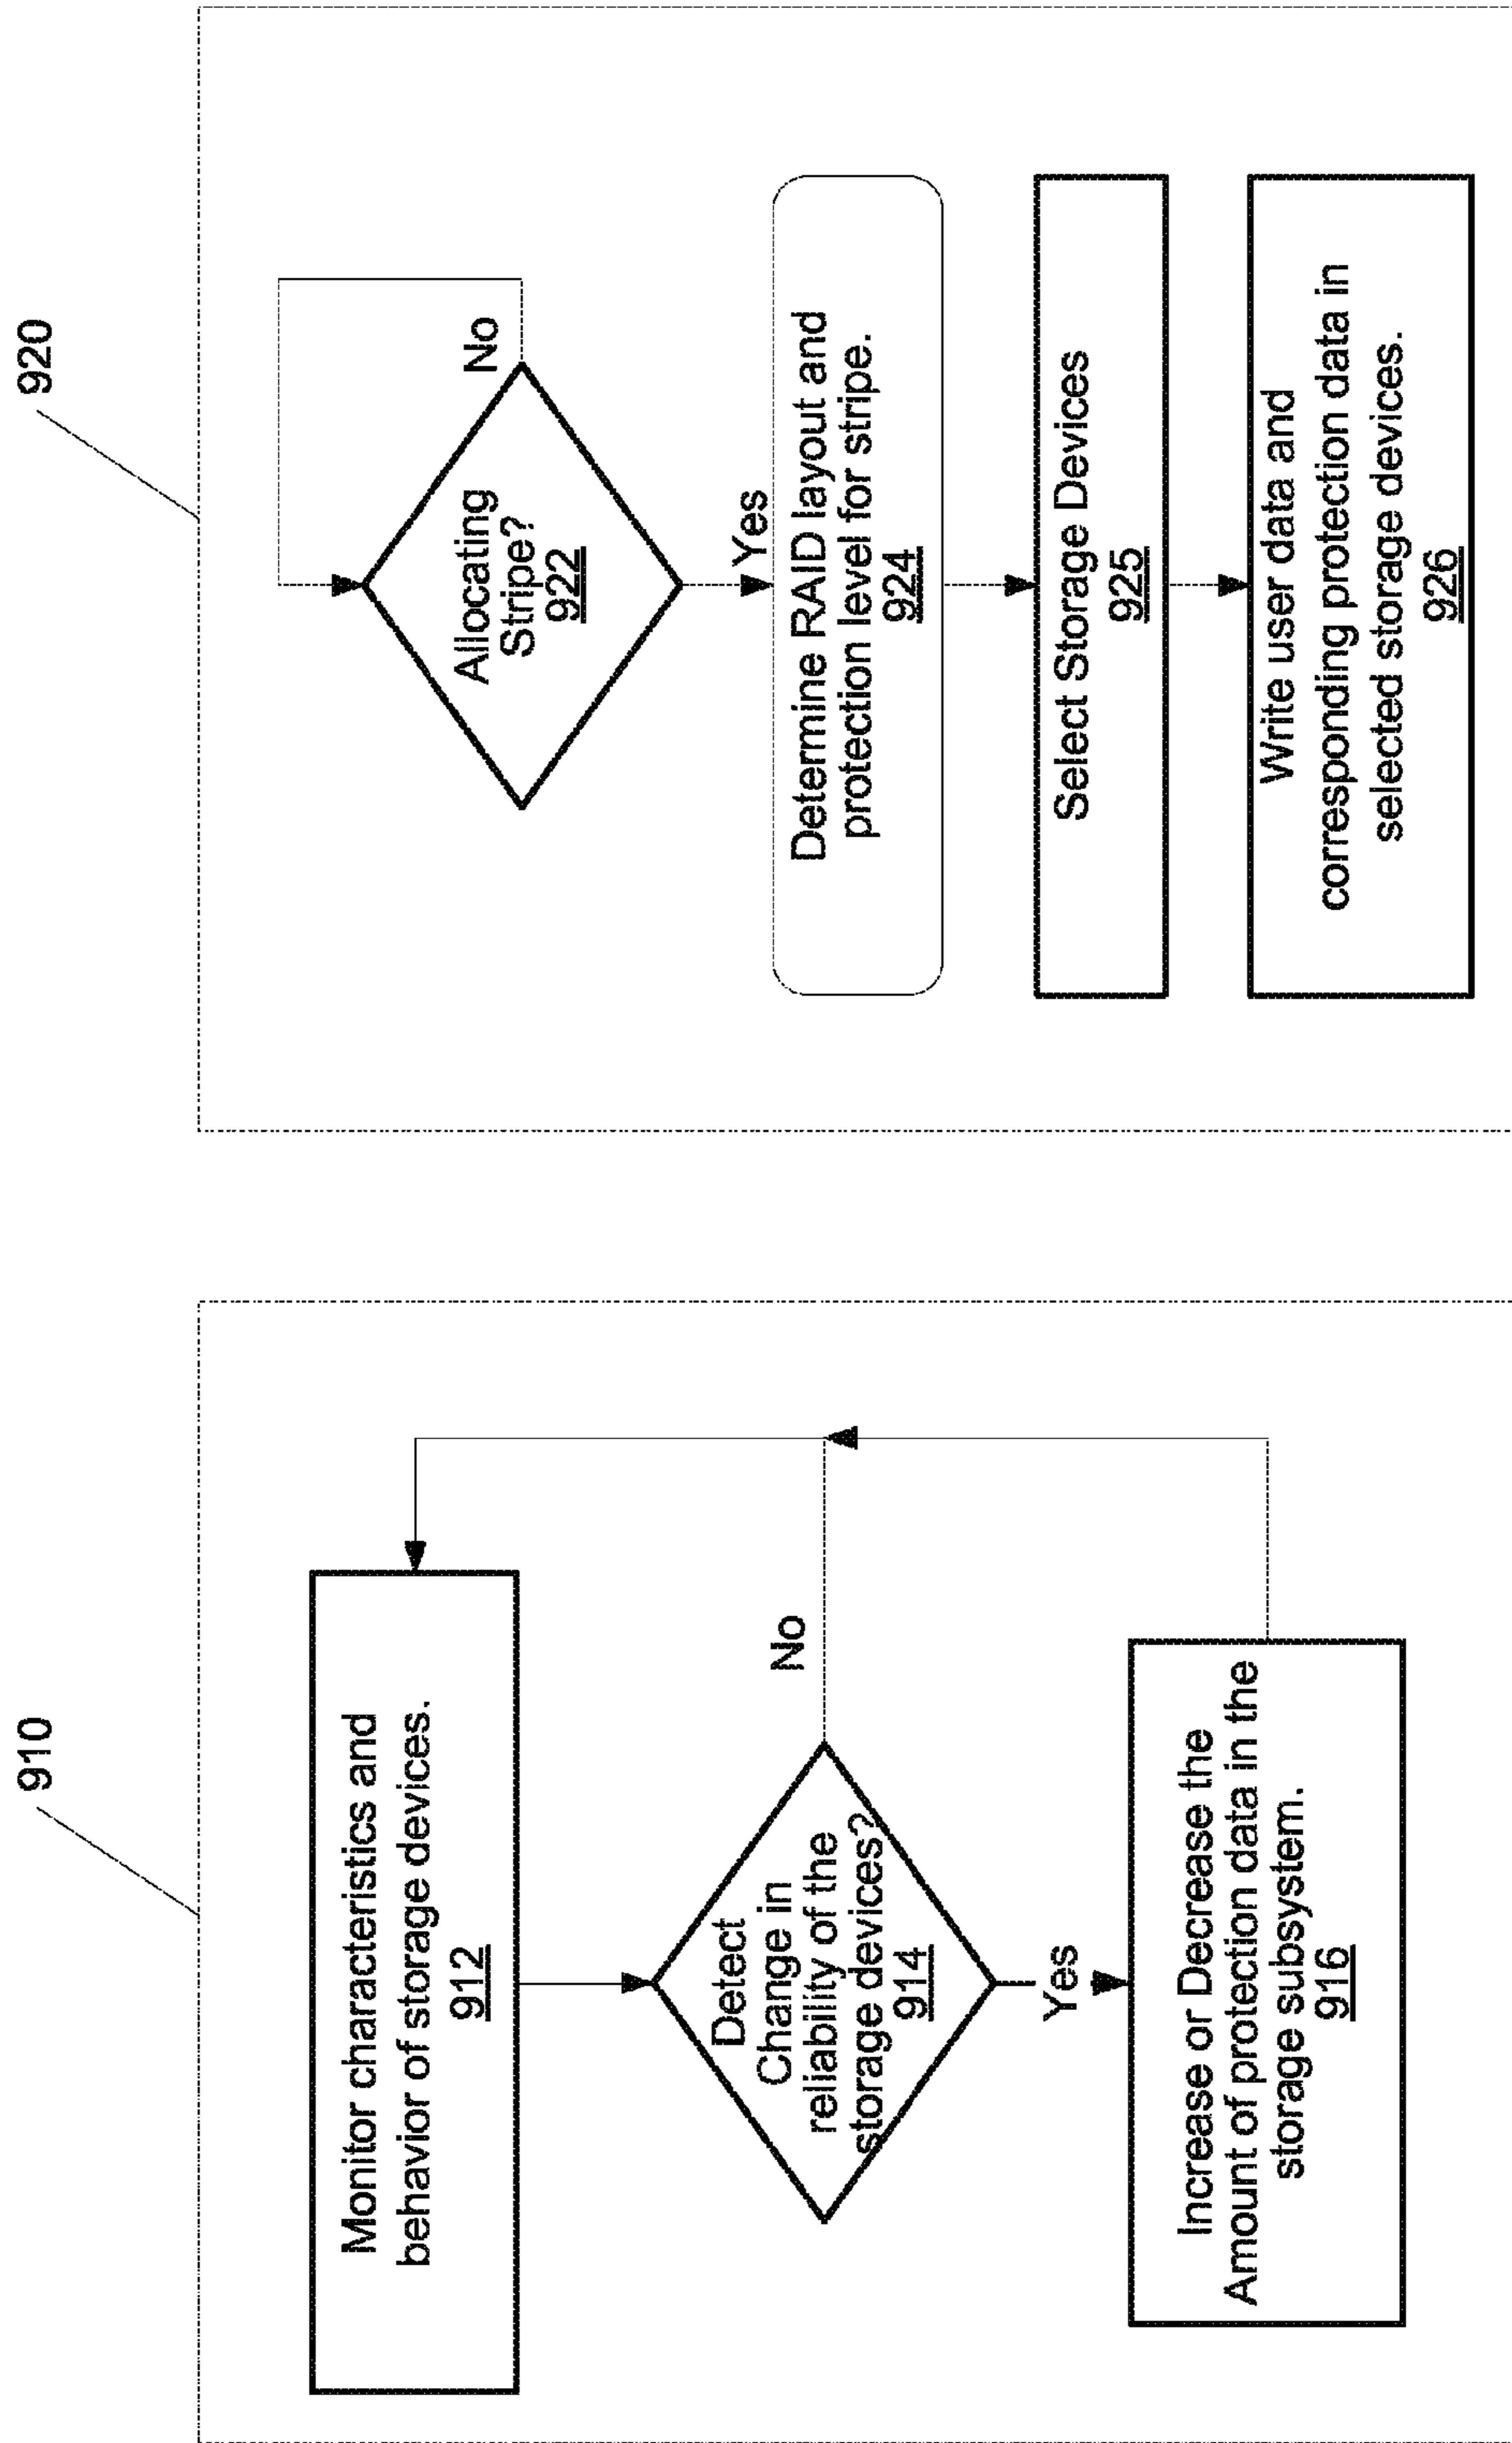 910
Monitor characteristics and
behavior of storage devices.
912
Detect
Change in
reliability of the
storage devices?
914
No
Yes
Increase or Decrease the
Amount of protection data in the
storage subsystem.
916
920
Allocating
Stripe?
922
No
Yes
Determine RAID layout and
protection level for stripe.
924
Select Storage Devices
925
Write user data and
corresponding protection data in
selected storage devices.
926